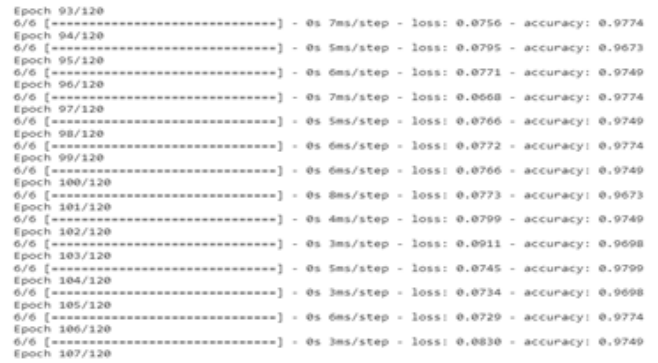 Epoch 93/120
6/6 [==============================] - 0s 7ms/step - loss: 0.0756 - accuracy: 0.9774
Epoch 94/120
6/6 [==============================] - 0s 5ms/step - loss: 0.0795 - accuracy: 0.9673
Epoch 95/120
6/6 [==============================] - 0s 6ms/step - loss: 0.0771 - accuracy: 0.9749
Epoch 96/120
6/6 [==============================] - 0s 7ms/step - loss: 0.0668 - accuracy: 0.9774
Epoch 97/120
6/6 [==============================] - 0s 5ms/step - loss: 0.0766 - accuracy: 0.9749
Epoch 98/120
6/6 [==============================] - 0s 6ms/step - loss: 0.0772 - accuracy: 0.9774
Epoch 99/120
6/6 [==============================] - 0s 6ms/step - loss: 0.0766 - accuracy: 0.9749
Epoch 100/120
6/6 [==============================] - 0s 8ms/step - loss: 0.0773 - accuracy: 0.9673
Epoch 101/120
6/6 [==============================] - 0s 4ms/step - loss: 0.0799 - accuracy: 0.9749
Epoch 102/120
6/6 [==============================] - 0s 3ms/step - loss: 0.0911 - accuracy: 0.9698
Epoch 103/120
6/6 [==============================] - 0s 5ms/step - loss: 0.0745 - accuracy: 0.9799
Epoch 104/120
6/6 [==============================] - 0s 3ms/step - loss: 0.0734 - accuracy: 0.9698
Epoch 105/120
6/6 [==============================] - 0s 6ms/step - loss: 0.0729 - accuracy: 0.9774
Epoch 106/120
6/6 [==============================] - 0s 3ms/step - loss: 0.0830 - accuracy: 0.9749
Epoch 107/120